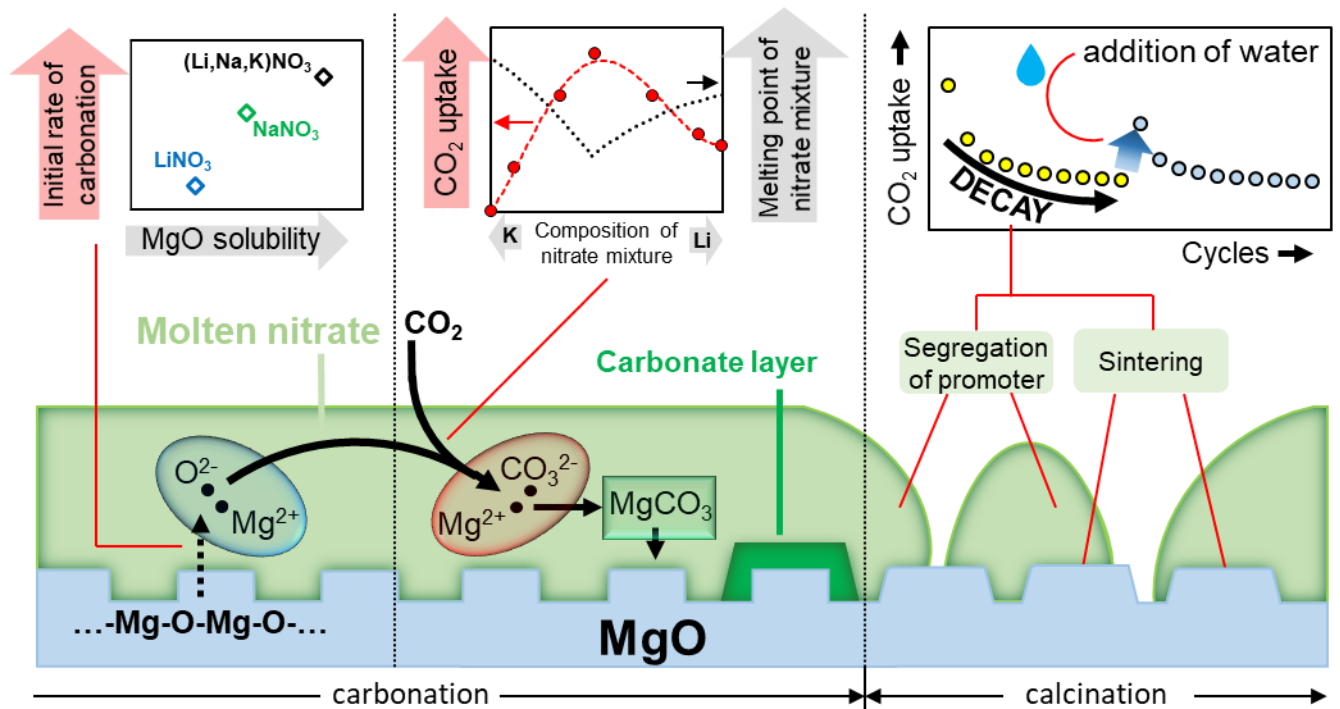 Initial rate of
carbonation
(Li,Na,K)NO₃
NaNO₃
LiNO₃
MgO solubility
CO₂ uptake
K
Composition of
nitrate mixture
Li
Melting point of
nitrate mixture
CO₂ uptake
addition of water
DECAY
Cycles
Molten nitrate
CO₂
Carbonate layer
Segregation
of promoter
Sintering
O²⁻
Mg²⁺
CO₃²⁻
Mg²⁺
MgCO₃
...-Mg-O-Mg-O-...
MgO
carbonation
calcination